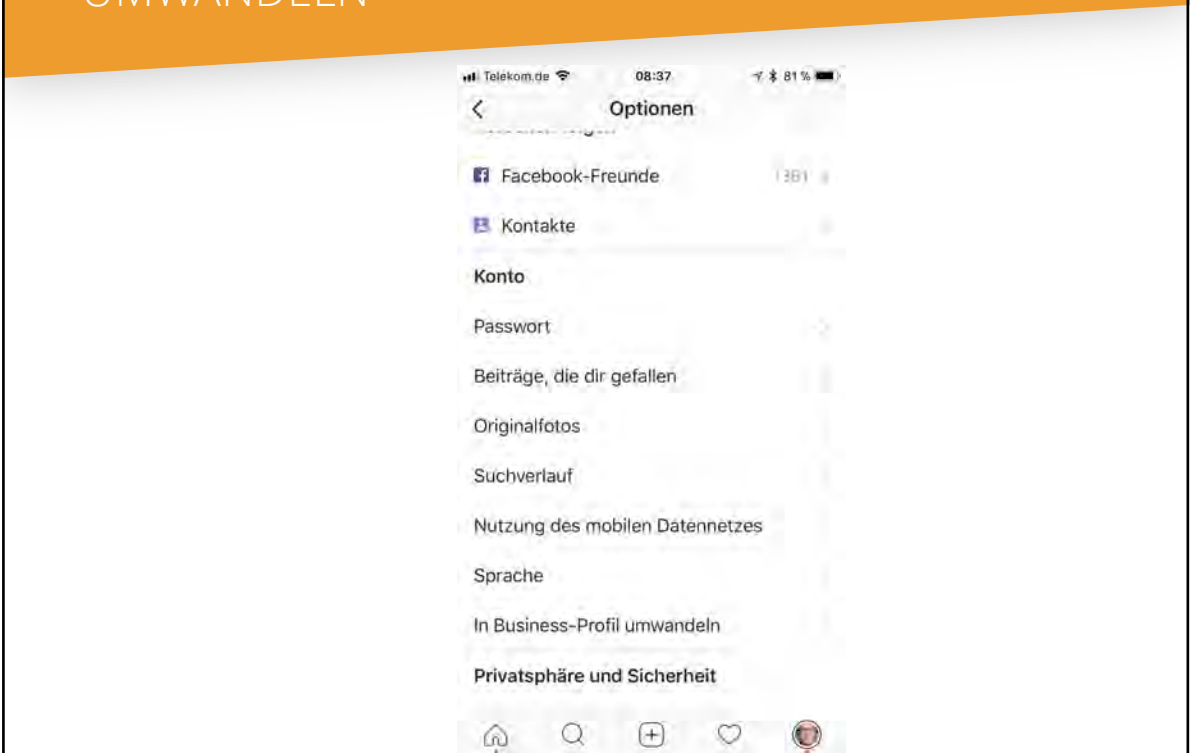 UMWANDELN
Telekom.de 08:37 81 %
Optionen
Facebook-Freunde 1381
Kontakte
Konto
Passwort
Beiträge, die dir gefallen
Originalfotos
Suchverlauf
Nutzung des mobilen Datennetzes
Sprache
In Business-Profil umwandeln
Privatsphäre und Sicherheit